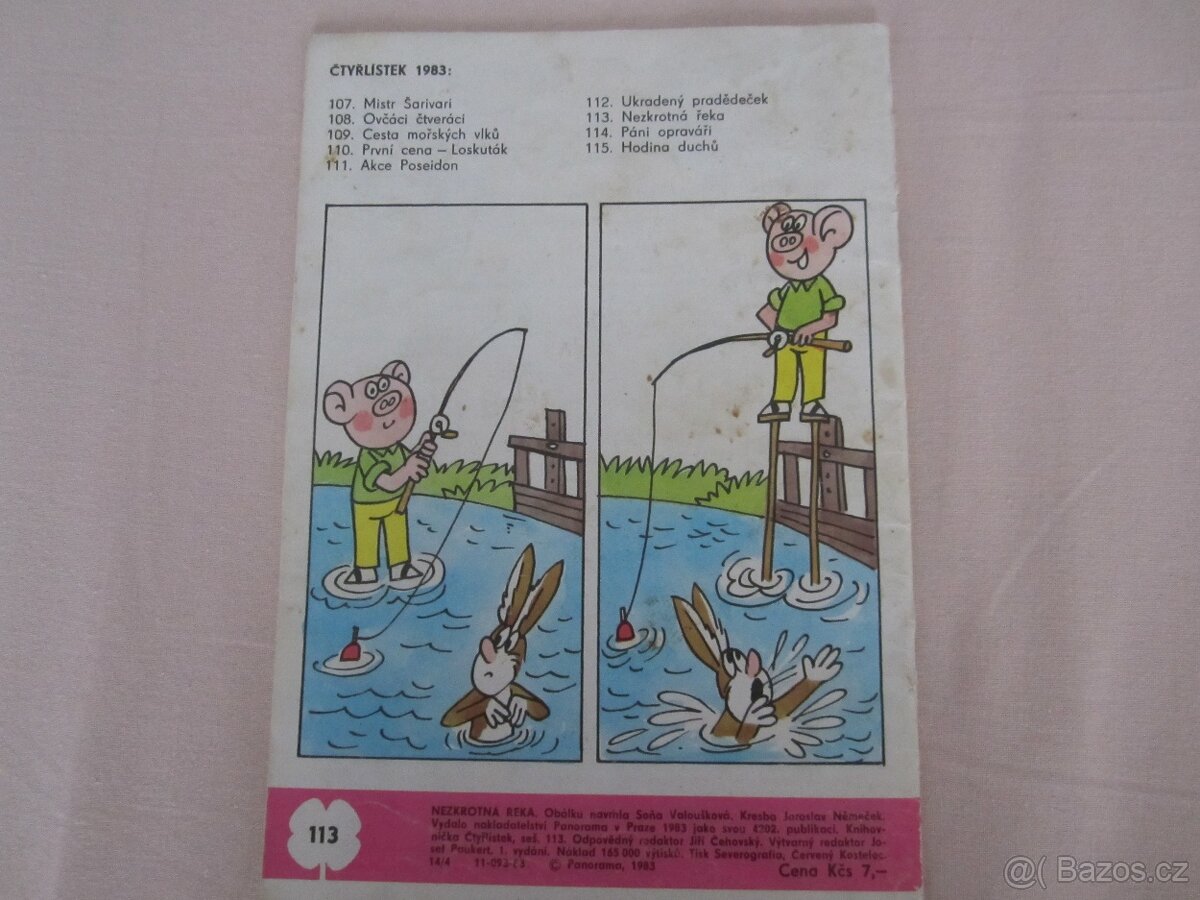 ČTYŘLÍSTEK 1983:
107. Mistr Šarivari
108. Ovčáci čtveráci
109. Cesta mořských vlků
110. První cena – Loskuták
111. Akce Poseidon
112. Ukradený pradědeček
113. Nezkrotná řeka
114. Páni opraváři
115. Hodina duchů
113
NEZKROTNÁ ŘEKA. Obálku navrhla Soňa Valoušková. Kresba Jaroslav Němeček.
Vydalo nakladatelství Panorama v Praze 1983 jako svou 4202. publikaci. Knihov-
nička Čtyřlístek, seš. 113. Odpovědný redaktor Jiří Čehovský. Výtvarný redaktor Jo-
sef Paukert. 1. vydání. Náklad 165 000 výtisků. Tisk Severografia, Červený Kostelec.
14/4 11-093-83 © Panorama, 1983
Cena Kčs 7,–
@( Bazos.cz